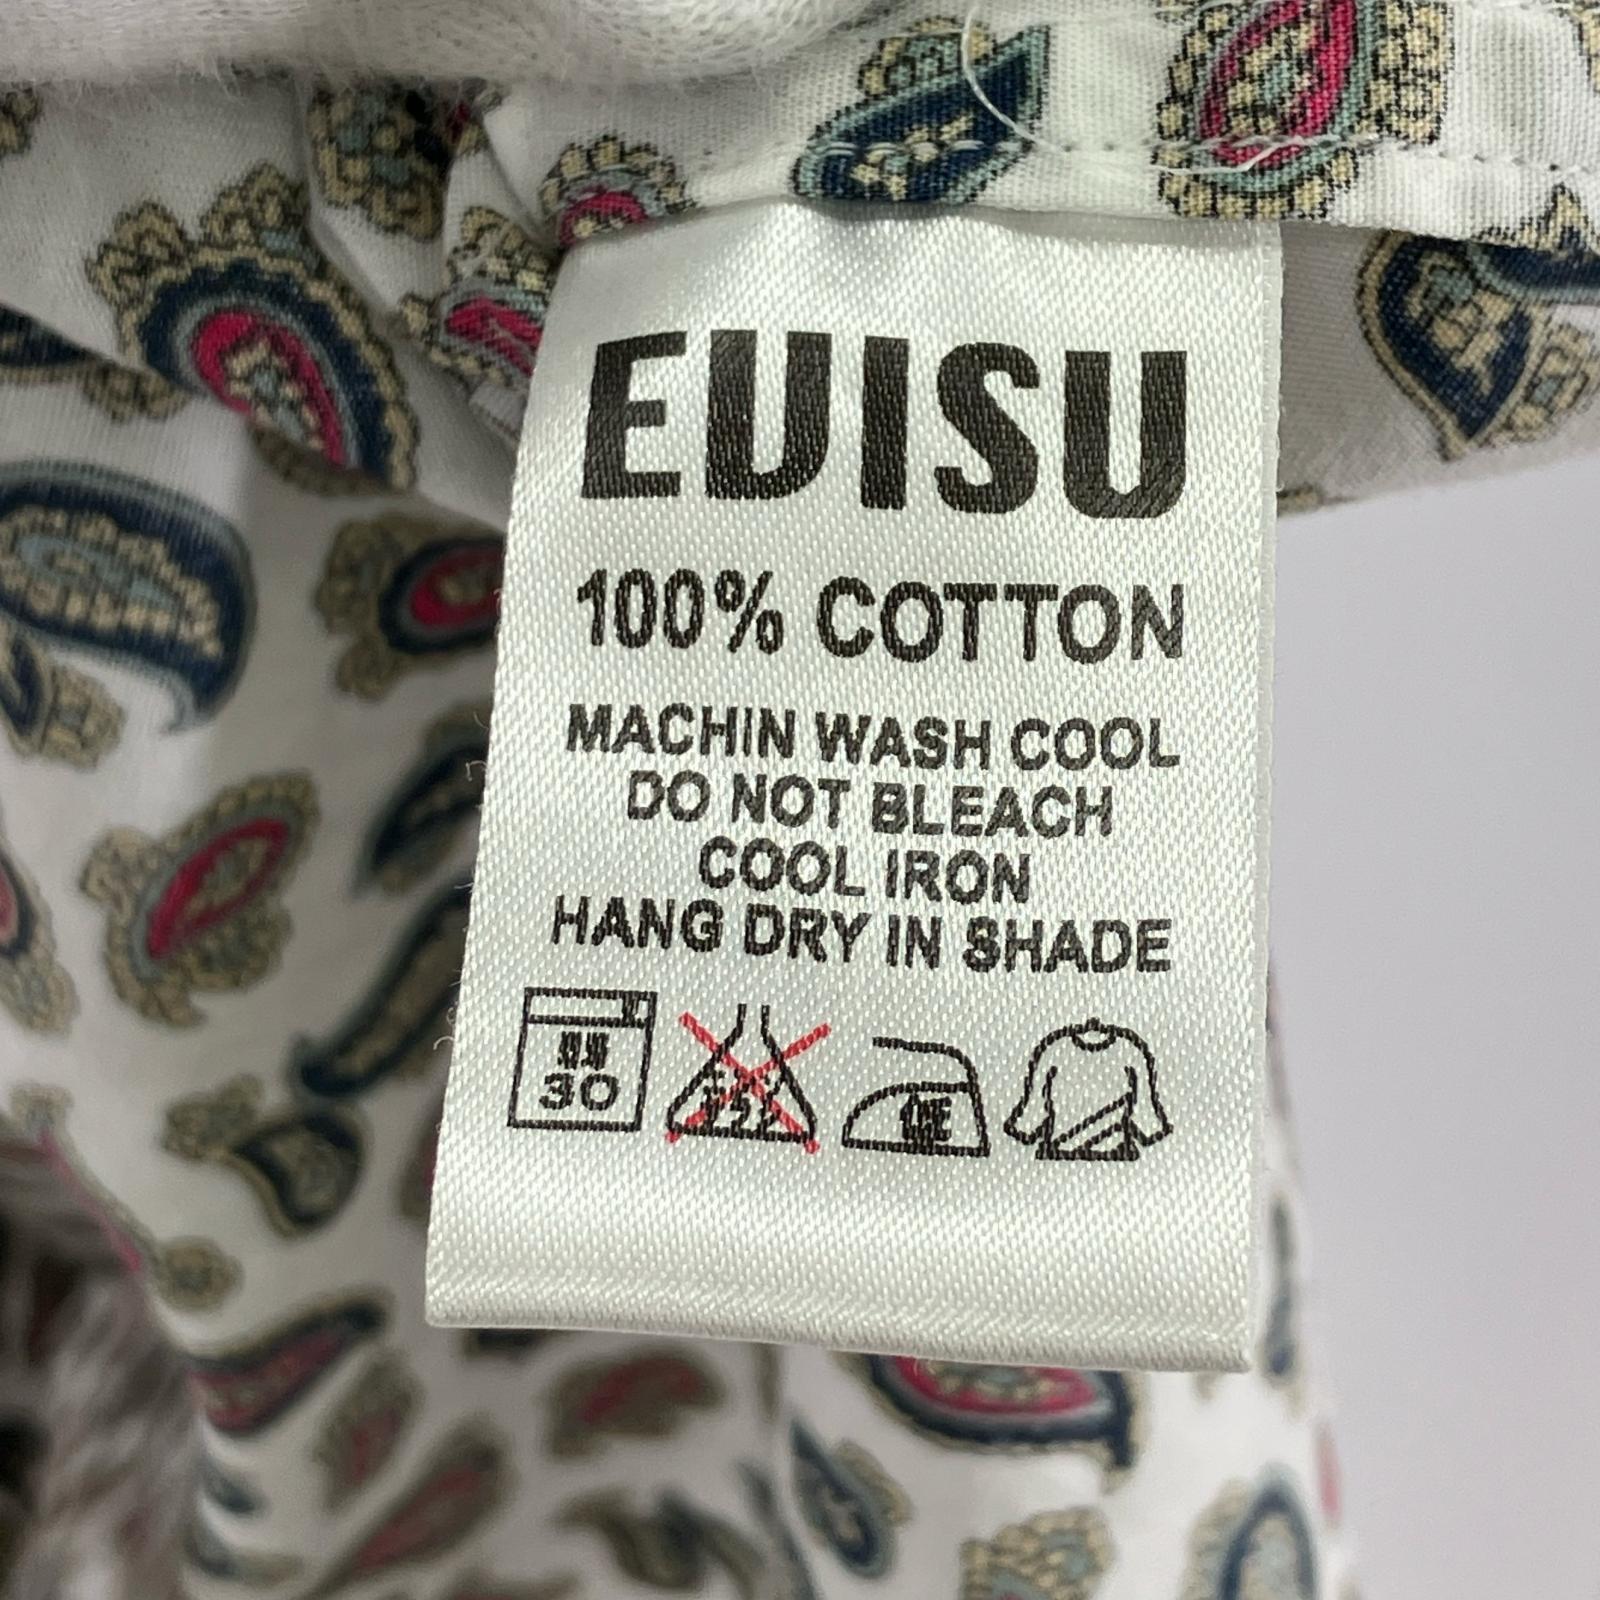 EUISU
100% COTTON
MACHIN WASH COOL
DO NOT BLEACH
COOL IRON
HANG DRY IN SHADE
30